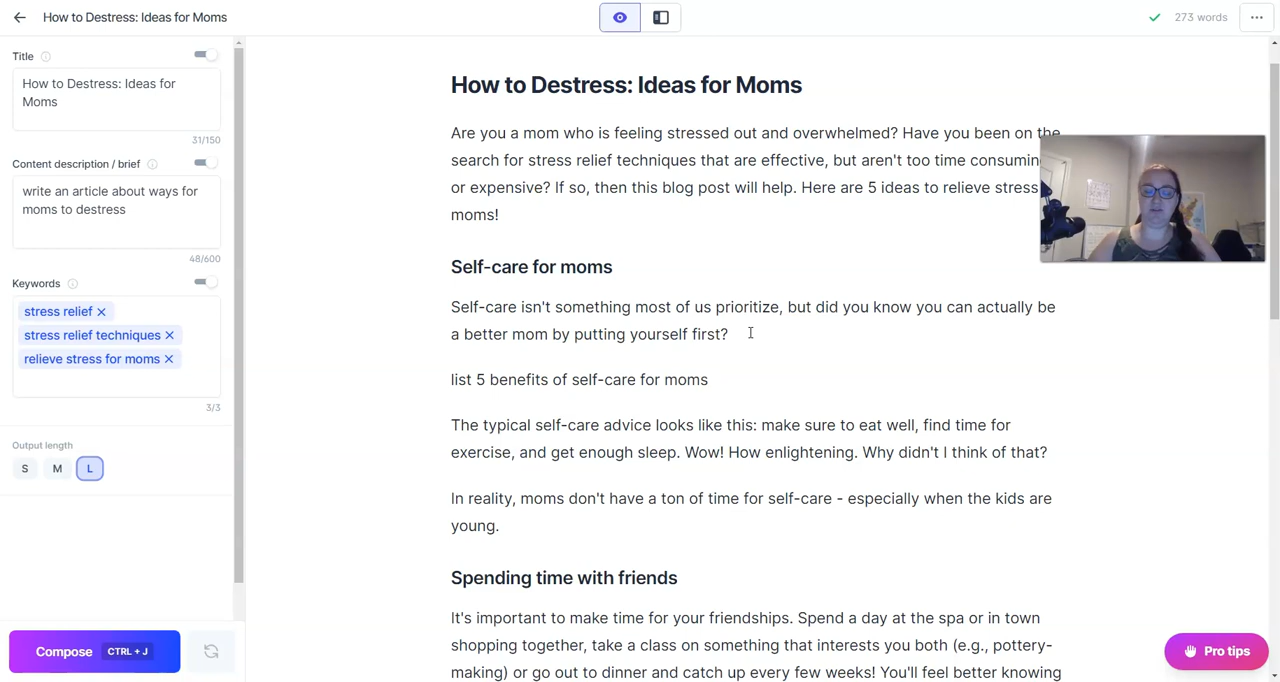 How to Destress: Ideas for Moms
273 words
Title
How to Destress: Ideas for
Moms
31/150
Content description / brief
write an article about ways for
moms to destress
48/600
Keywords
stress relief
stress relief techniques
relieve stress for moms
3/3
Output length
S M L
Compose CTRL + J
How to Destress: Ideas for Moms
Are you a mom who is feeling stressed out and overwhelmed? Have you been on the
search for stress relief techniques that are effective, but aren't too time
or expensive? If so, then this blog post will help. Here are 5 ideas to relieve stress
moms!
Self-care for moms
Self-care isn't something most of us prioritize, but did you know you can actually be
a better mom by putting yourself first?
list 5 benefits of self-care for moms
The typical self-care advice looks like this: make sure to eat well, find time for
exercise, and get enough sleep. Wow! How enlightening. Why didn't I think of that?
In reality, moms don't have a ton of time for self-care - especially when the kids are
young.
Spending time with friends
It's important to make time for your friendships. Spend a day at the spa or in town
shopping together, take a class on something that interests you both (e.g., pottery-
making) or go out to dinner and catch up every few weeks! You'll feel better knowing
Pro tips